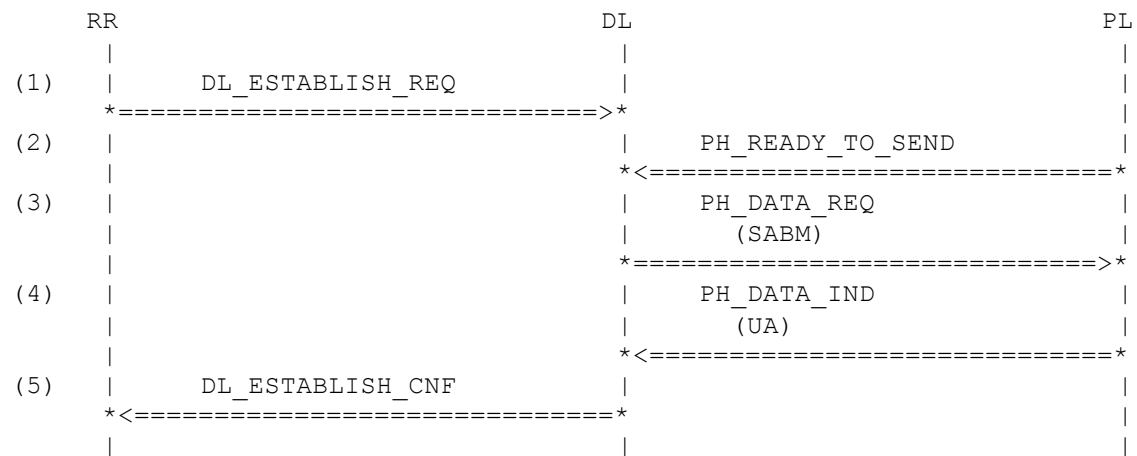 RR DL PL
(1) DL_ESTABLISH_REQ
(2) PH_READY_TO_SEND
(3) PH_DATA_REQ
(SABM)
(4) PH_DATA_IND
(UA)
(5) DL_ESTABLISH_CNF